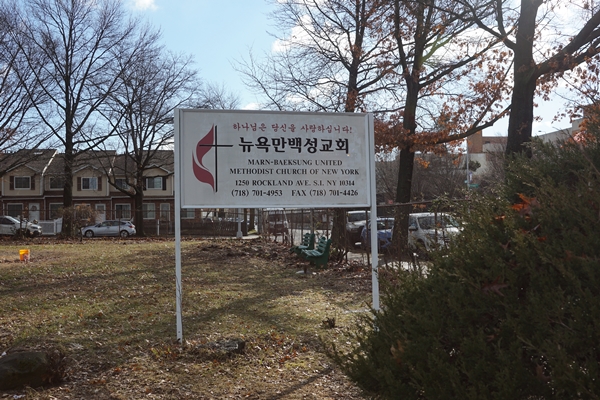 하나님은 당신을 사랑하십니다!
뉴욕만백성교회
MARN-BAEKSUNG UNITED
METHODIST CHURCH OF NEW YORK
1250 ROCKLAND AVE. S.I. NY 10314
(718) 701-4953 FAX (718) 701-4426